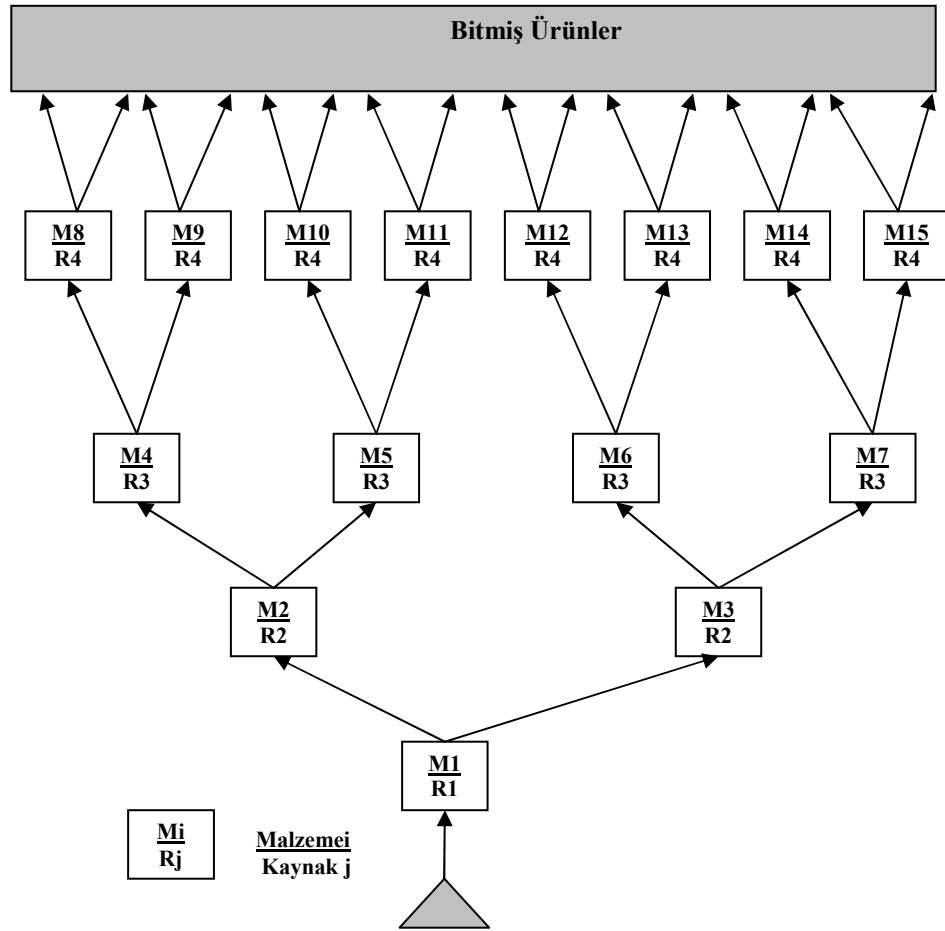 Bitmiş Ürünler
M8 M9 M10 M11 M12 M13 M14 M15
R4 R4 R4 R4 R4 R4 R4 R4
M4 M5 M6 M7
R3 R3 R3 R3
M2 M3
R2 R2
M1
R1
Mi Malzemei
Rj Kaynak j